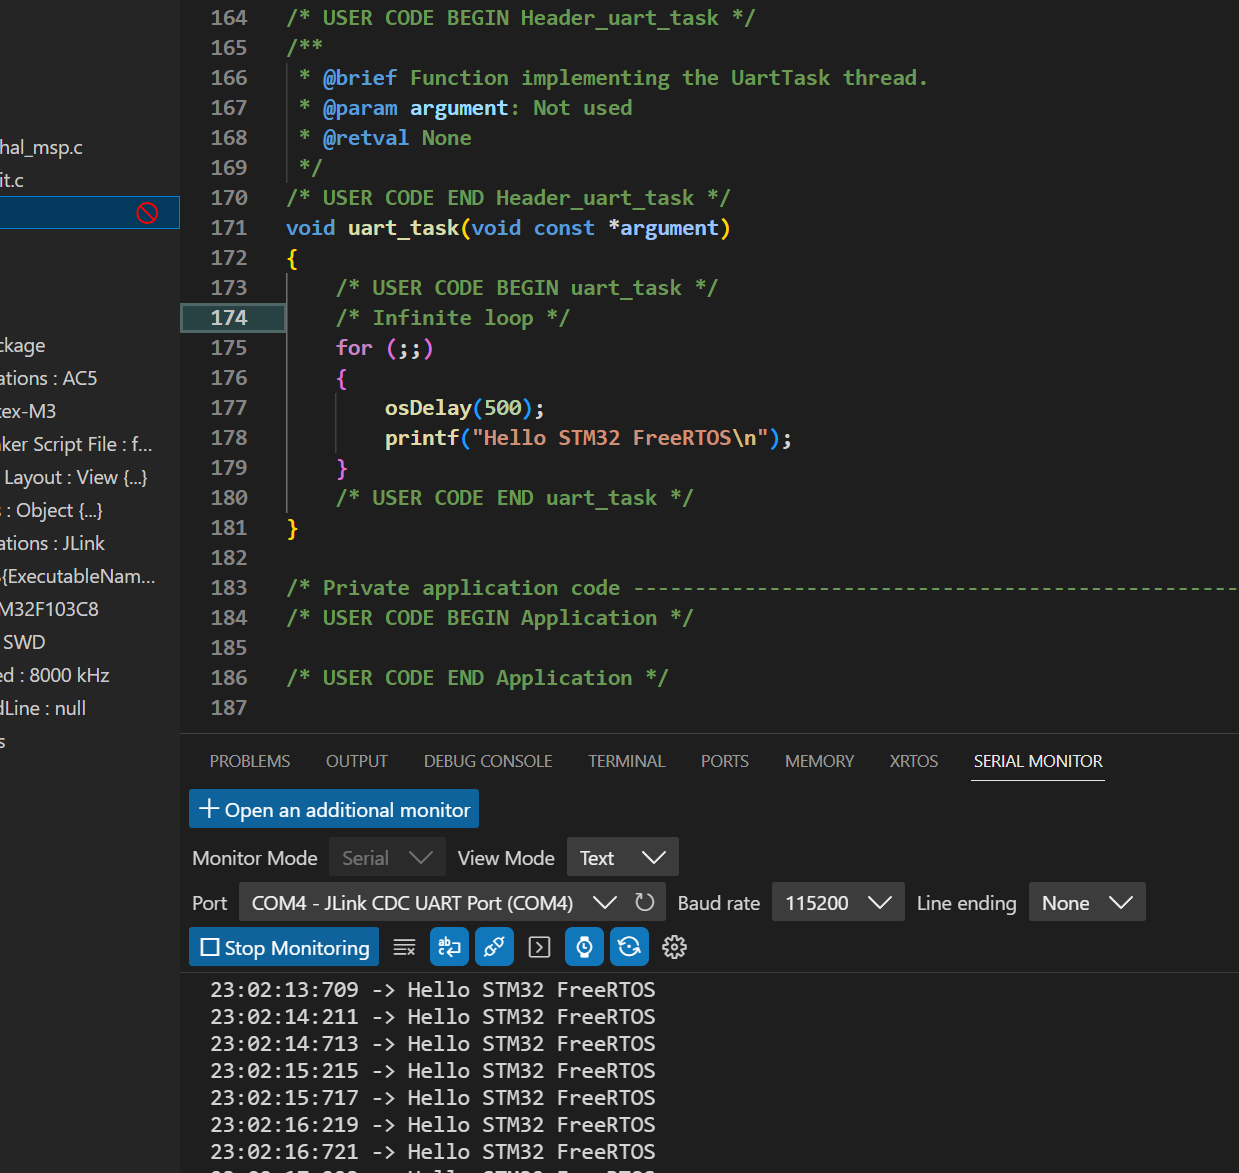 hal_msp.c
it.c
ckage
ations : AC5
tex-M3
ker Script File : f...
Layout : View {...}
s : Object {...}
ations : JLink
{ExecutableNam...
M32F103C8
SWD
ed : 8000 kHz
dLine : null
s
164 /* USER CODE BEGIN Header_uart_task */
165 /**
166  * @brief Function implementing the UartTask thread.
167  * @param argument: Not used
168  * @retval None
169  */
170 /* USER CODE END Header_uart_task */
171 void uart_task(void const *argument)
172 {
173     /* USER CODE BEGIN uart_task */
174     /* Infinite loop */
175     for (;;)
176     {
177         osDelay(500);
178         printf("Hello STM32 FreeRTOS\n");
179     }
180     /* USER CODE END uart_task */
181 }
182
183 /* Private application code -------------------------------------------------
184 /* USER CODE BEGIN Application */
185
186 /* USER CODE END Application */
187
PROBLEMS OUTPUT DEBUG CONSOLE TERMINAL PORTS MEMORY XRTOS SERIAL MONITOR
+ Open an additional monitor
Monitor Mode Serial View Mode Text
Port COM4 - JLink CDC UART Port (COM4) Baud rate 115200 Line ending None
Stop Monitoring
23:02:13:709 -> Hello STM32 FreeRTOS
23:02:14:211 -> Hello STM32 FreeRTOS
23:02:14:713 -> Hello STM32 FreeRTOS
23:02:15:215 -> Hello STM32 FreeRTOS
23:02:15:717 -> Hello STM32 FreeRTOS
23:02:16:219 -> Hello STM32 FreeRTOS
23:02:16:721 -> Hello STM32 FreeRTOS